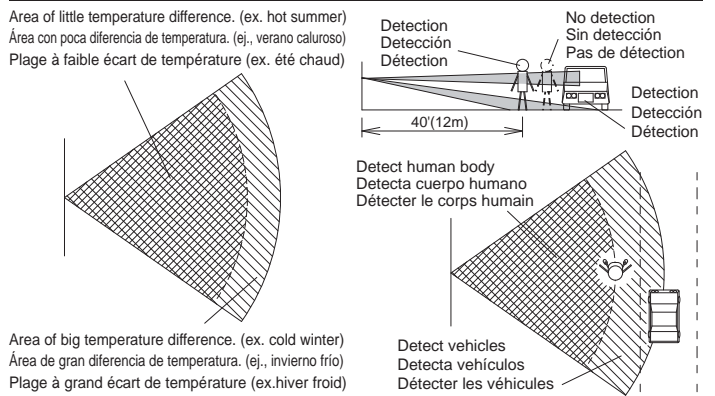 Area of little temperature difference. (ex. hot summer)
Área con poca diferencia de temperatura. (ej., verano caluroso)
Plage à faible écart de température (ex. été chaud)
Area of big temperature difference. (ex. cold winter)
Área de gran diferencia de temperatura. (ej., invierno frío)
Plage à grand écart de température (ex.hiver froid)
Detection
Detección
Détection
No detection
Sin detección
Pas de détection
Detection
Detección
Détection
40'(12m)
Detect human body
Detecta cuerpo humano
Détecter le corps humain
Detect vehicles
Detecta vehículos
Détecter les véhicules